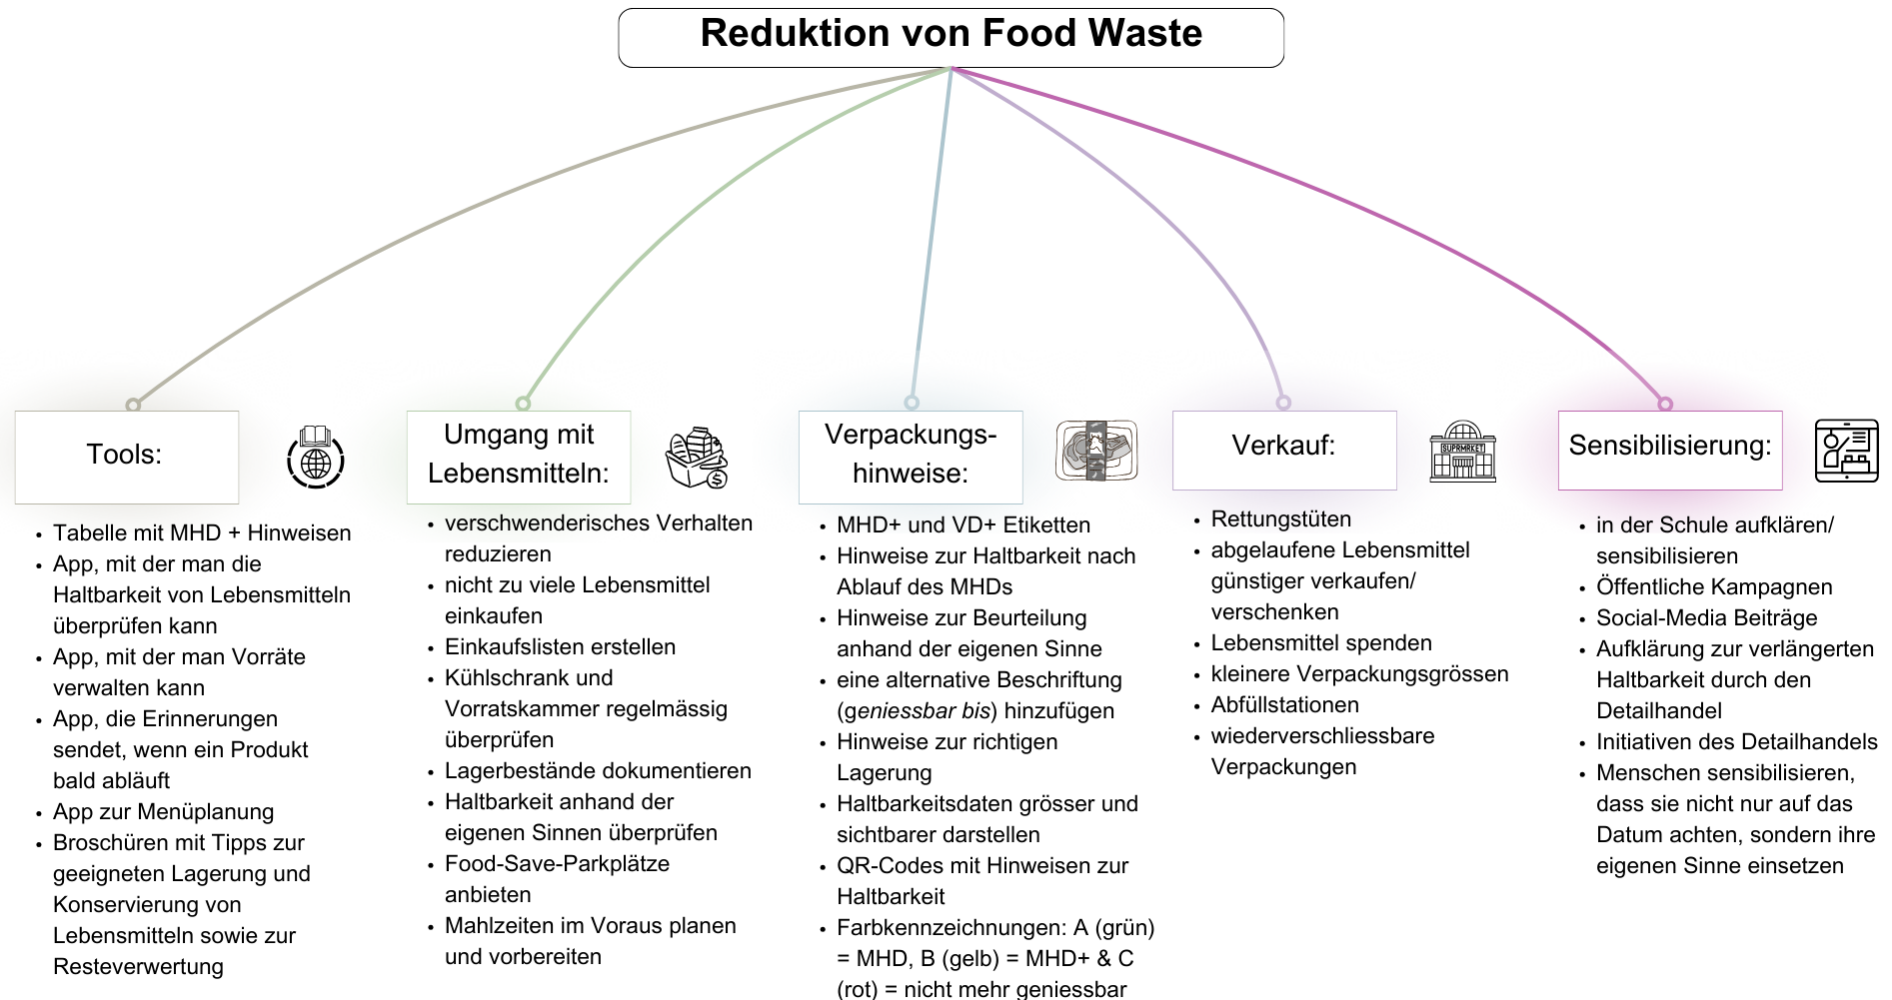 Reduktion von Food Waste
Tools:
• Tabelle mit MHD + Hinweisen
• App, mit der man die
Haltbarkeit von Lebensmitteln
überprüfen kann
• App, mit der man Vorräte
verwalten kann
• App, die Erinnerungen
sendet, wenn ein Produkt
bald abläuft
• App zur Menüplanung
• Broschüren mit Tipps zur
geeigneten Lagerung und
Konservierung von
Lebensmitteln sowie zur
Resteverwertung
Umgang mit
Lebensmitteln:
$
• verschwenderisches Verhalten
reduzieren
• nicht zu viele Lebensmittel
einkaufen
• Einkaufslisten erstellen
• Kühlschrank und
Vorratskammer regelmässig
überprüfen
• Lagerbestände dokumentieren
• Haltbarkeit anhand der
eigenen Sinnen überprüfen
• Food-Save-Parkplätze
anbieten
• Mahlzeiten im Voraus planen
und vorbereiten
Verpackungs-
hinweise:
• MHD+ und VD+ Etiketten
• Hinweise zur Haltbarkeit nach
Ablauf des MHDs
• Hinweise zur Beurteilung
anhand der eigenen Sinne
• eine alternative Beschriftung
(geniessbar bis) hinzufügen
• Hinweise zur richtigen
Lagerung
• Haltbarkeitsdaten grösser und
sichtbarer darstellen
• QR-Codes mit Hinweisen zur
Haltbarkeit
• Farbkennzeichnungen: A (grün)
= MHD, B (gelb) = MHD+ & C
(rot) = nicht mehr geniessbar
Verkauf:
SUPRMRKET
• Rettungstüten
• abgelaufene Lebensmittel
günstiger verkaufen/
verschenken
• Lebensmittel spenden
• kleinere Verpackungsgrössen
• Abfüllstationen
• wiederverschliessbare
Verpackungen
Sensibilisierung:
• in der Schule aufklären/
sensibilisieren
• Öffentliche Kampagnen
• Social-Media Beiträge
• Aufklärung zur verlängerten
Haltbarkeit durch den
Detailhandel
• Initiativen des Detailhandels
• Menschen sensibilisieren,
dass sie nicht nur auf das
Datum achten, sondern ihre
eigenen Sinne einsetzen